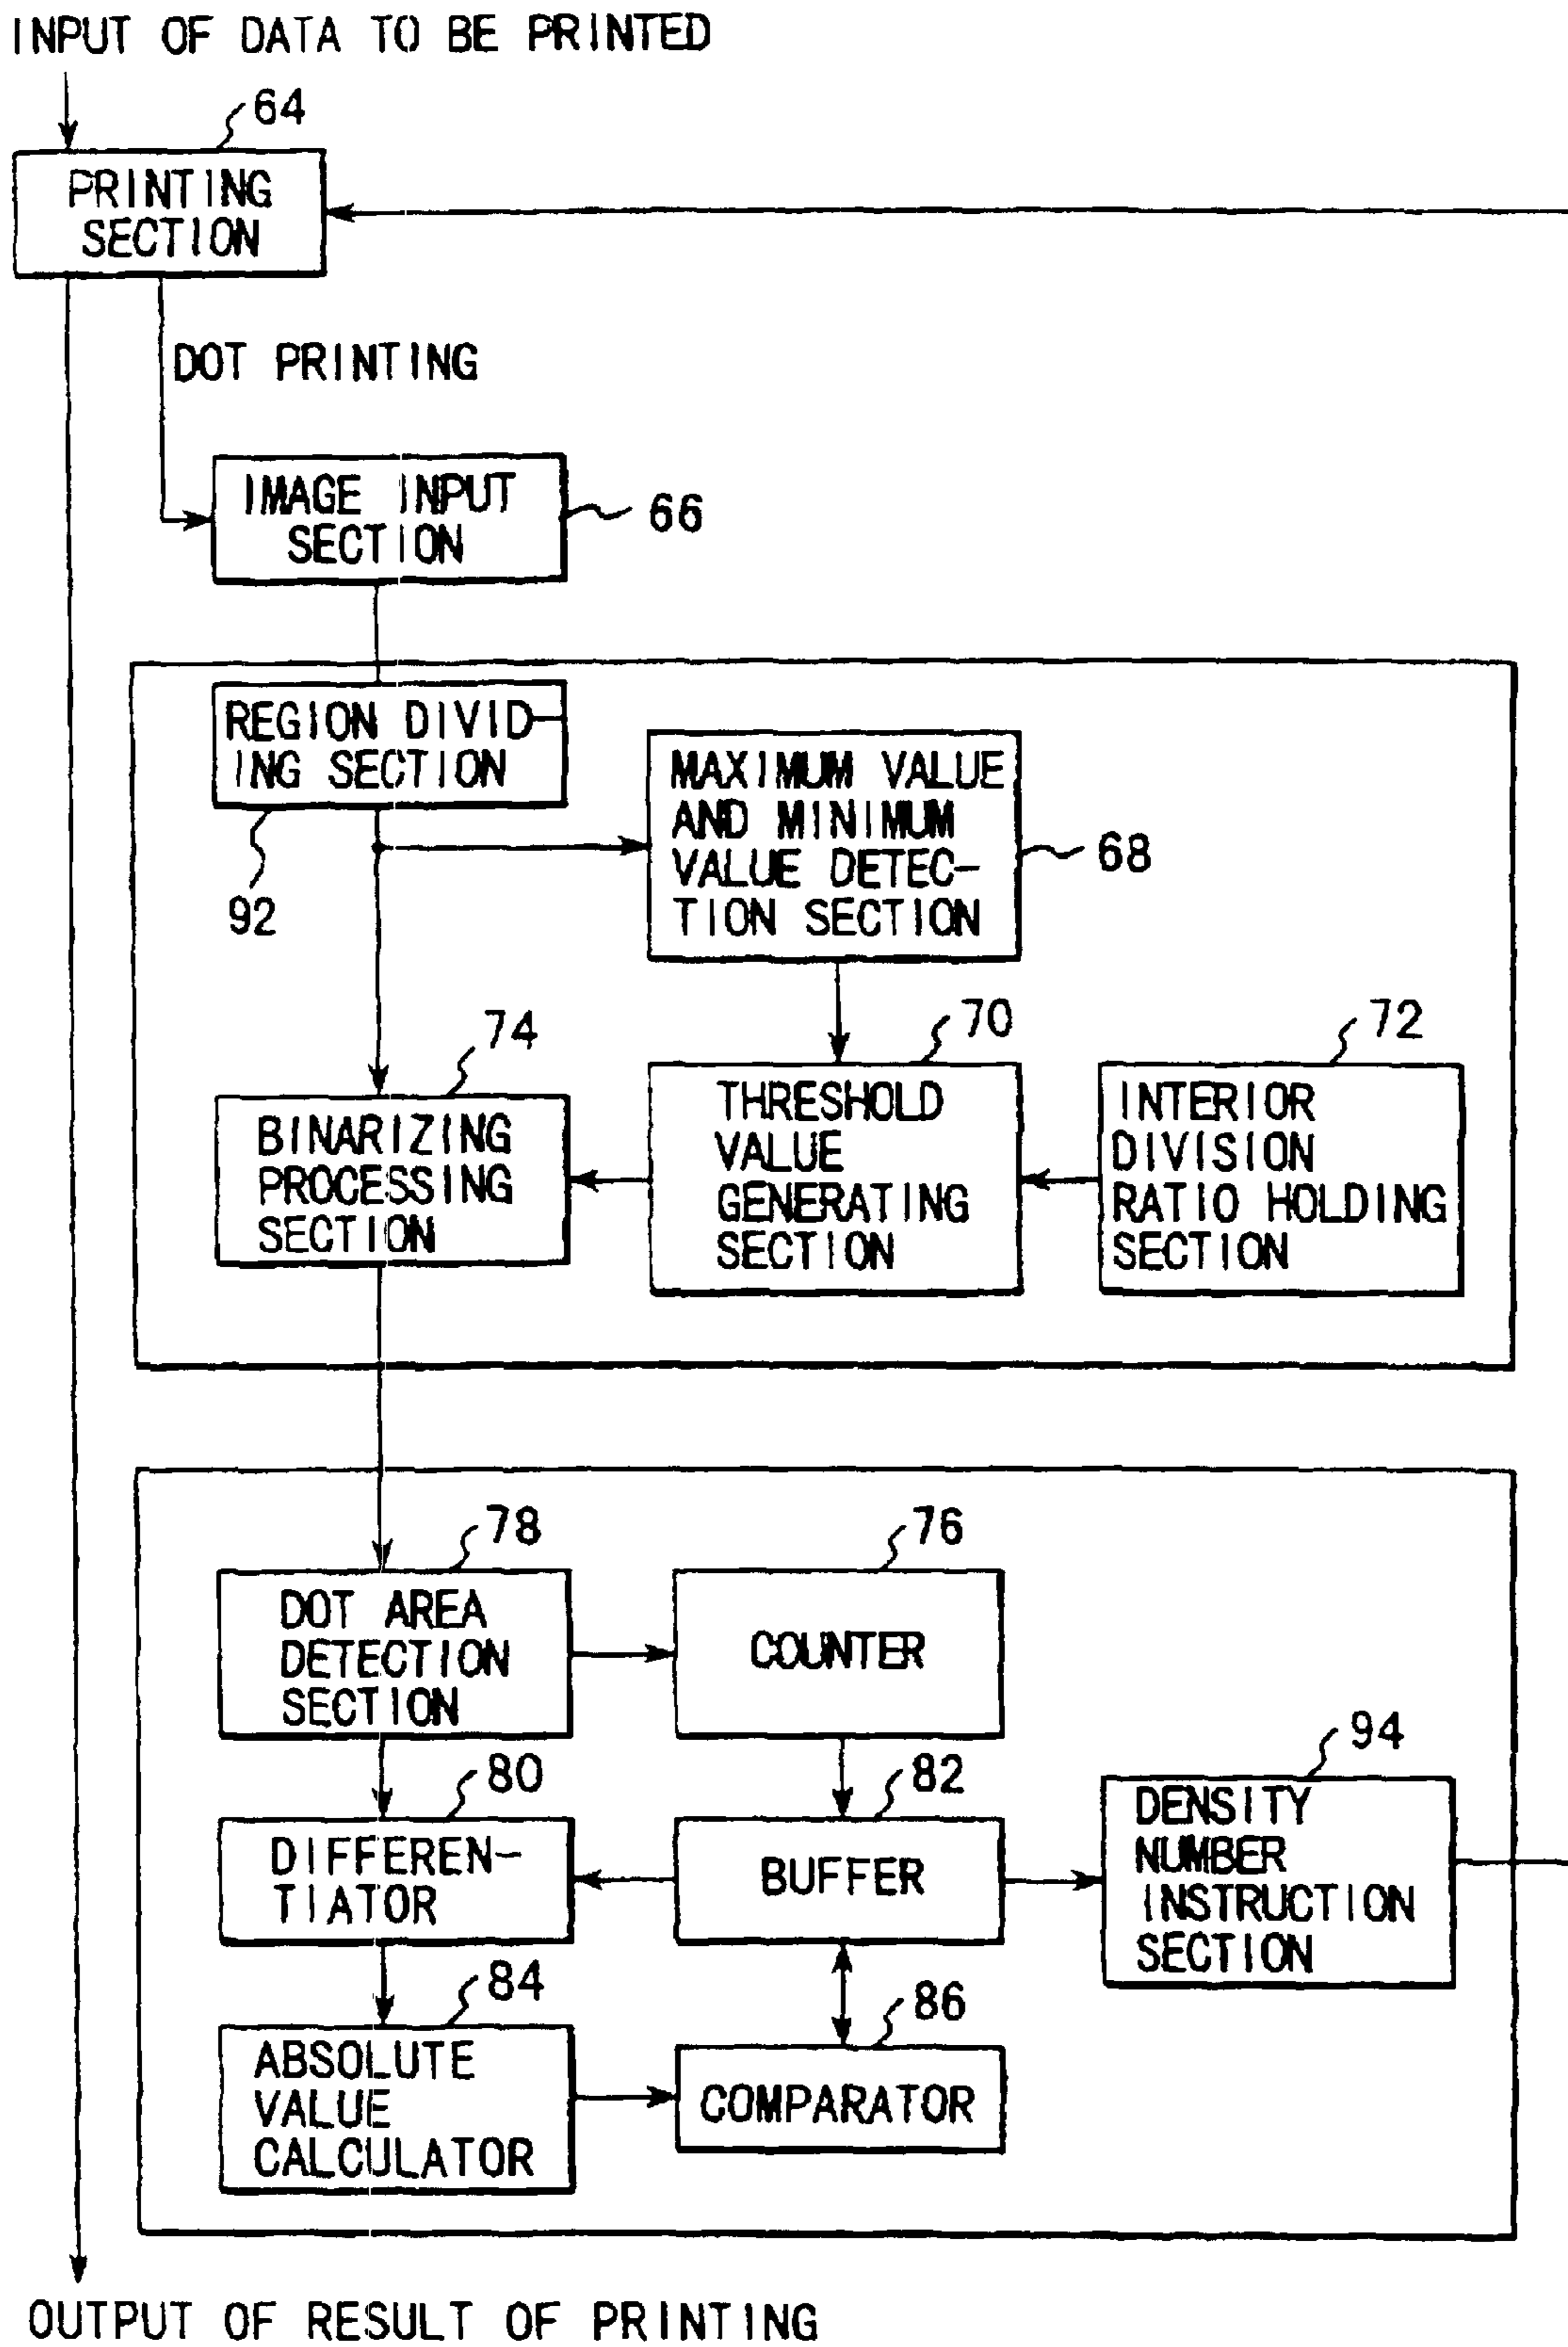 INPUT OF DATA TO BE PRINTED
64
PRINTING
SECTION
DOT PRINTING
IMAGE INPUT
SECTION
66
REGION DIVID-
ING SECTION
92
MAXIMUM VALUE
AND MINIMUM
VALUE DETEC-
TION SECTION
68
74
BINARIZING
PROCESSING
SECTION
70
THRESHOLD
VALUE
GENERATING
SECTION
72
INTERIOR
DIVISION
RATIO HOLDING
SECTION
78
DOT AREA
DETECTION
SECTION
76
COUNTER
80
DIFFEREN-
TIATOR
82
BUFFER
94
DENSITY
NUMBER
INSTRUCTION
SECTION
84
ABSOLUTE
VALUE
CALCULATOR
86
COMPARATOR
OUTPUT OF RESULT OF PRINTING